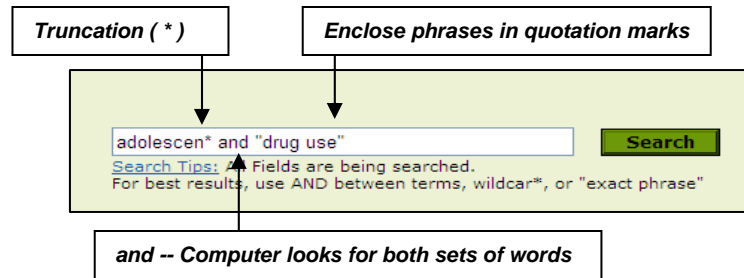 Truncation ( * )
Enclose phrases in quotation marks
adolescen* and "drug use"
Search
Search Tips: All Fields are being searched.
For best results, use AND between terms, wildcar*, or "exact phrase"
and -- Computer looks for both sets of words